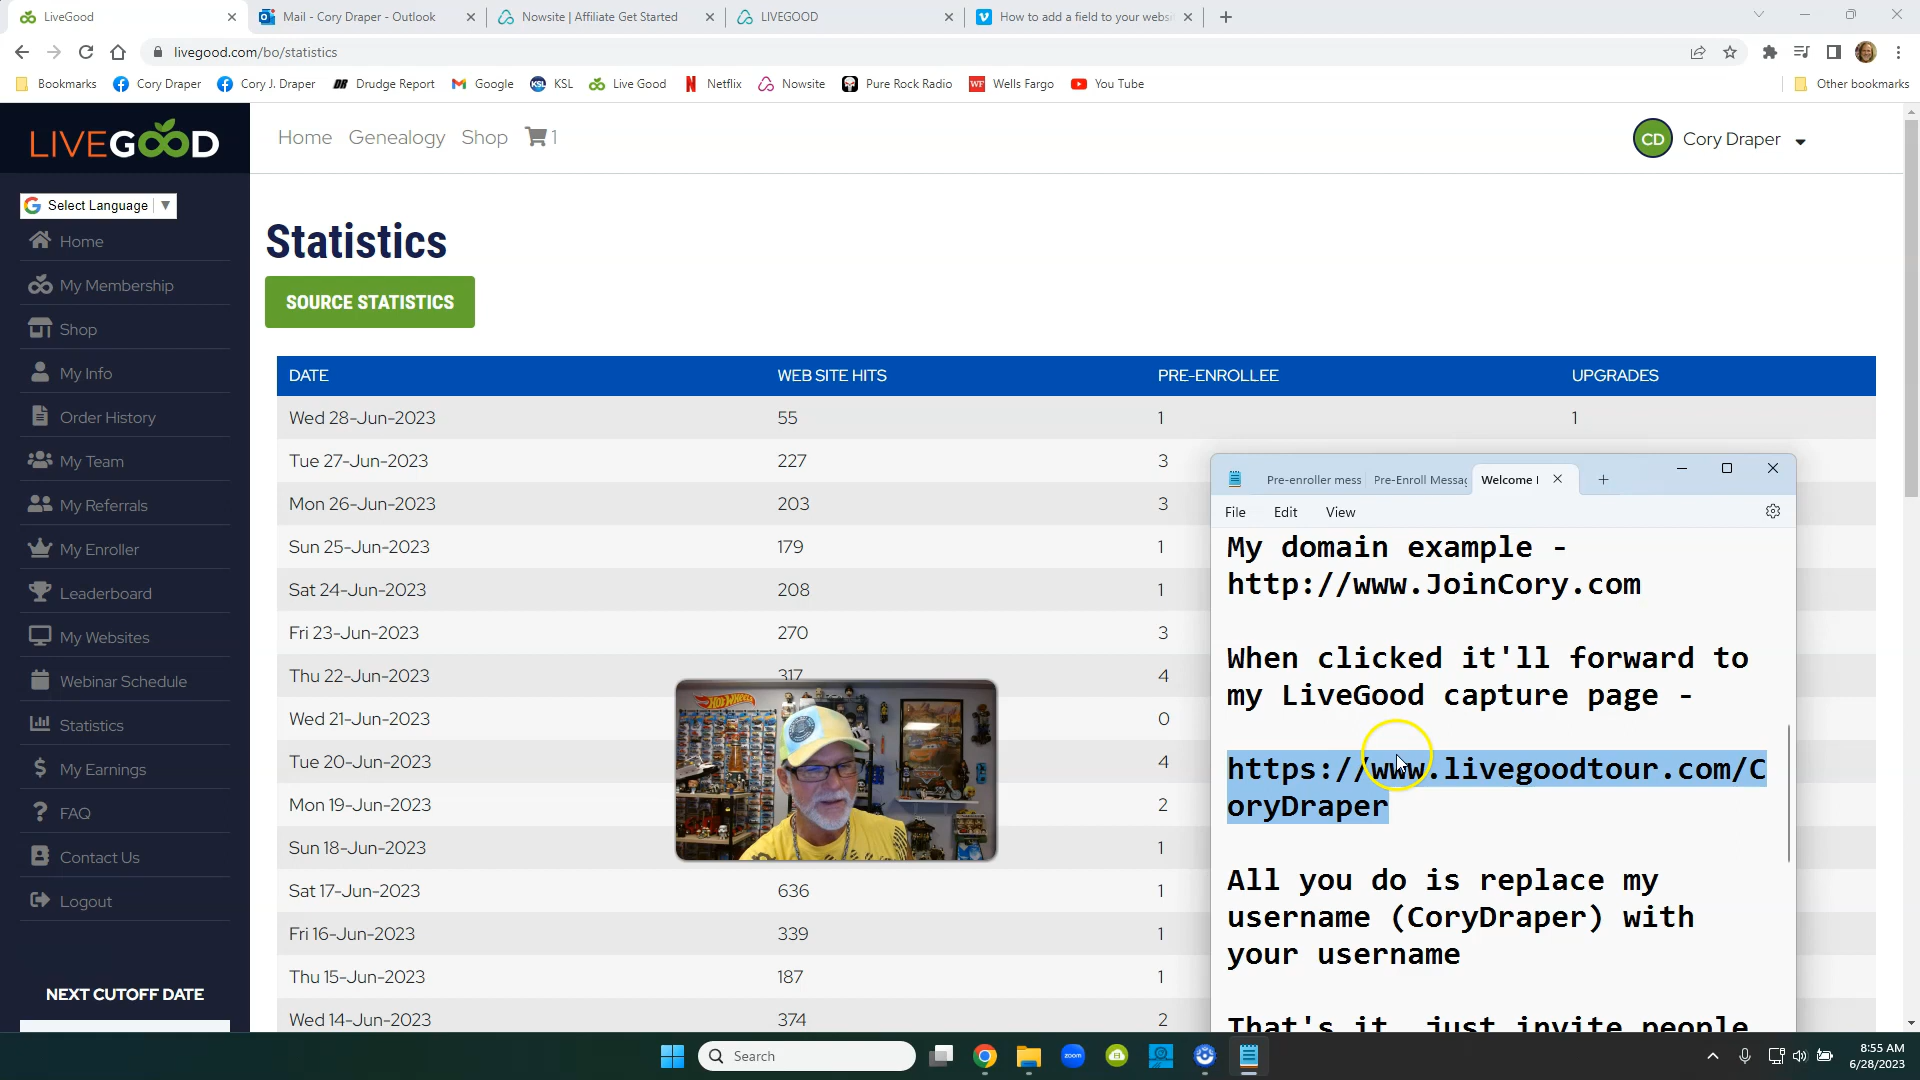 LiveGood
Mail - Cory Draper - Outlook
Nowsite | Affiliate Get Started
LIVEGOOD
How to add a field to your websi
livegood.com/bo/statistics
Bookmarks
Cory Draper
Cory J. Draper
DR Drudge Report
Google
KSL KSL
Live Good
Netflix
Nowsite
Pure Rock Radio
WF Wells Fargo
You Tube
Other bookmarks
LIVEGOOD
Home
Genealogy
Shop
1
CD Cory Draper
Select Language ▼
Home
My Membership
Shop
My Info
Order History
My Team
My Referrals
My Enroller
Leaderboard
My Websites
Webinar Schedule
Statistics
My Earnings
FAQ
Contact Us
Logout
NEXT CUTOFF DATE
Statistics
SOURCE STATISTICS
DATE WEB SITE HITS PRE-ENROLLEE UPGRADES
Wed 28-Jun-2023 55 1 1
Tue 27-Jun-2023 227 3
Mon 26-Jun-2023 203 3
Sun 25-Jun-2023 179 1
Sat 24-Jun-2023 208 1
Fri 23-Jun-2023 270 3
Thu 22-Jun-2023 317 4
Wed 21-Jun-2023 0
Tue 20-Jun-2023 4
Mon 19-Jun-2023 2
Sun 18-Jun-2023 1
Sat 17-Jun-2023 636 1
Fri 16-Jun-2023 339 1
Thu 15-Jun-2023 187 1
Wed 14-Jun-2023 374 2
HOT WHEELS
Pre-enroller mess
Pre-Enroll Messag
Welcome I
File
Edit
View
My domain example -
http://www.JoinCory.com
When clicked it'll forward to
my LiveGood capture page -
https://www.livegoodtour.com/C
oryDraper
All you do is replace my
username (CoryDraper) with
your username
That's it, just invite people
Search
zoom
8:55 AM
6/28/2023